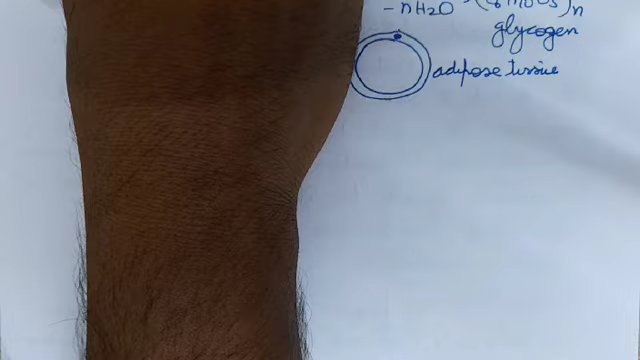 - nH2O
glycogen
adipose tissue